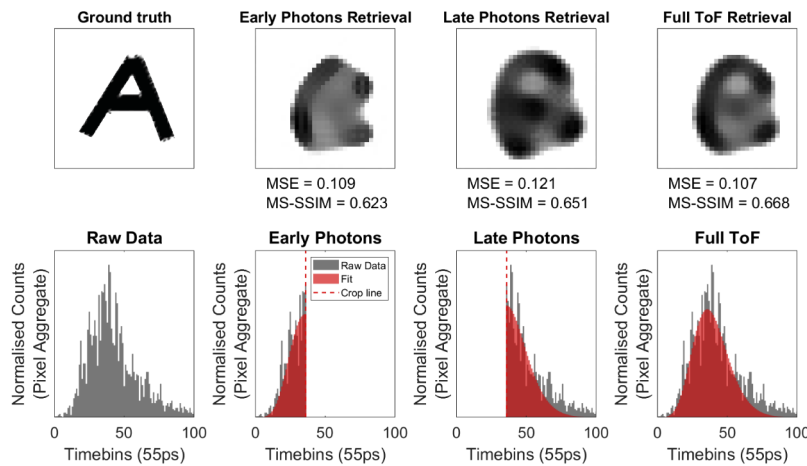 Ground truth
Early Photons Retrieval
Late Photons Retrieval
Full ToF Retrieval
A
MSE = 0.109
MS-SSIM = 0.623
MSE = 0.121
MS-SSIM = 0.651
MSE = 0.107
MS-SSIM = 0.668
Raw Data
Normalised Counts
(Pixel Aggregate)
0 50 100
Timebins (55ps)
Early Photons
Raw Data
Fit
Crop line
Normalised Counts
(Pixel Aggregate)
0 50 100
Timebins (55ps)
Late Photons
Normalised Counts
(Pixel Aggregate)
0 50 100
Timebins (55ps)
Full ToF
Normalised Counts
(Pixel Aggregate)
0 50 100
Timebins (55ps)